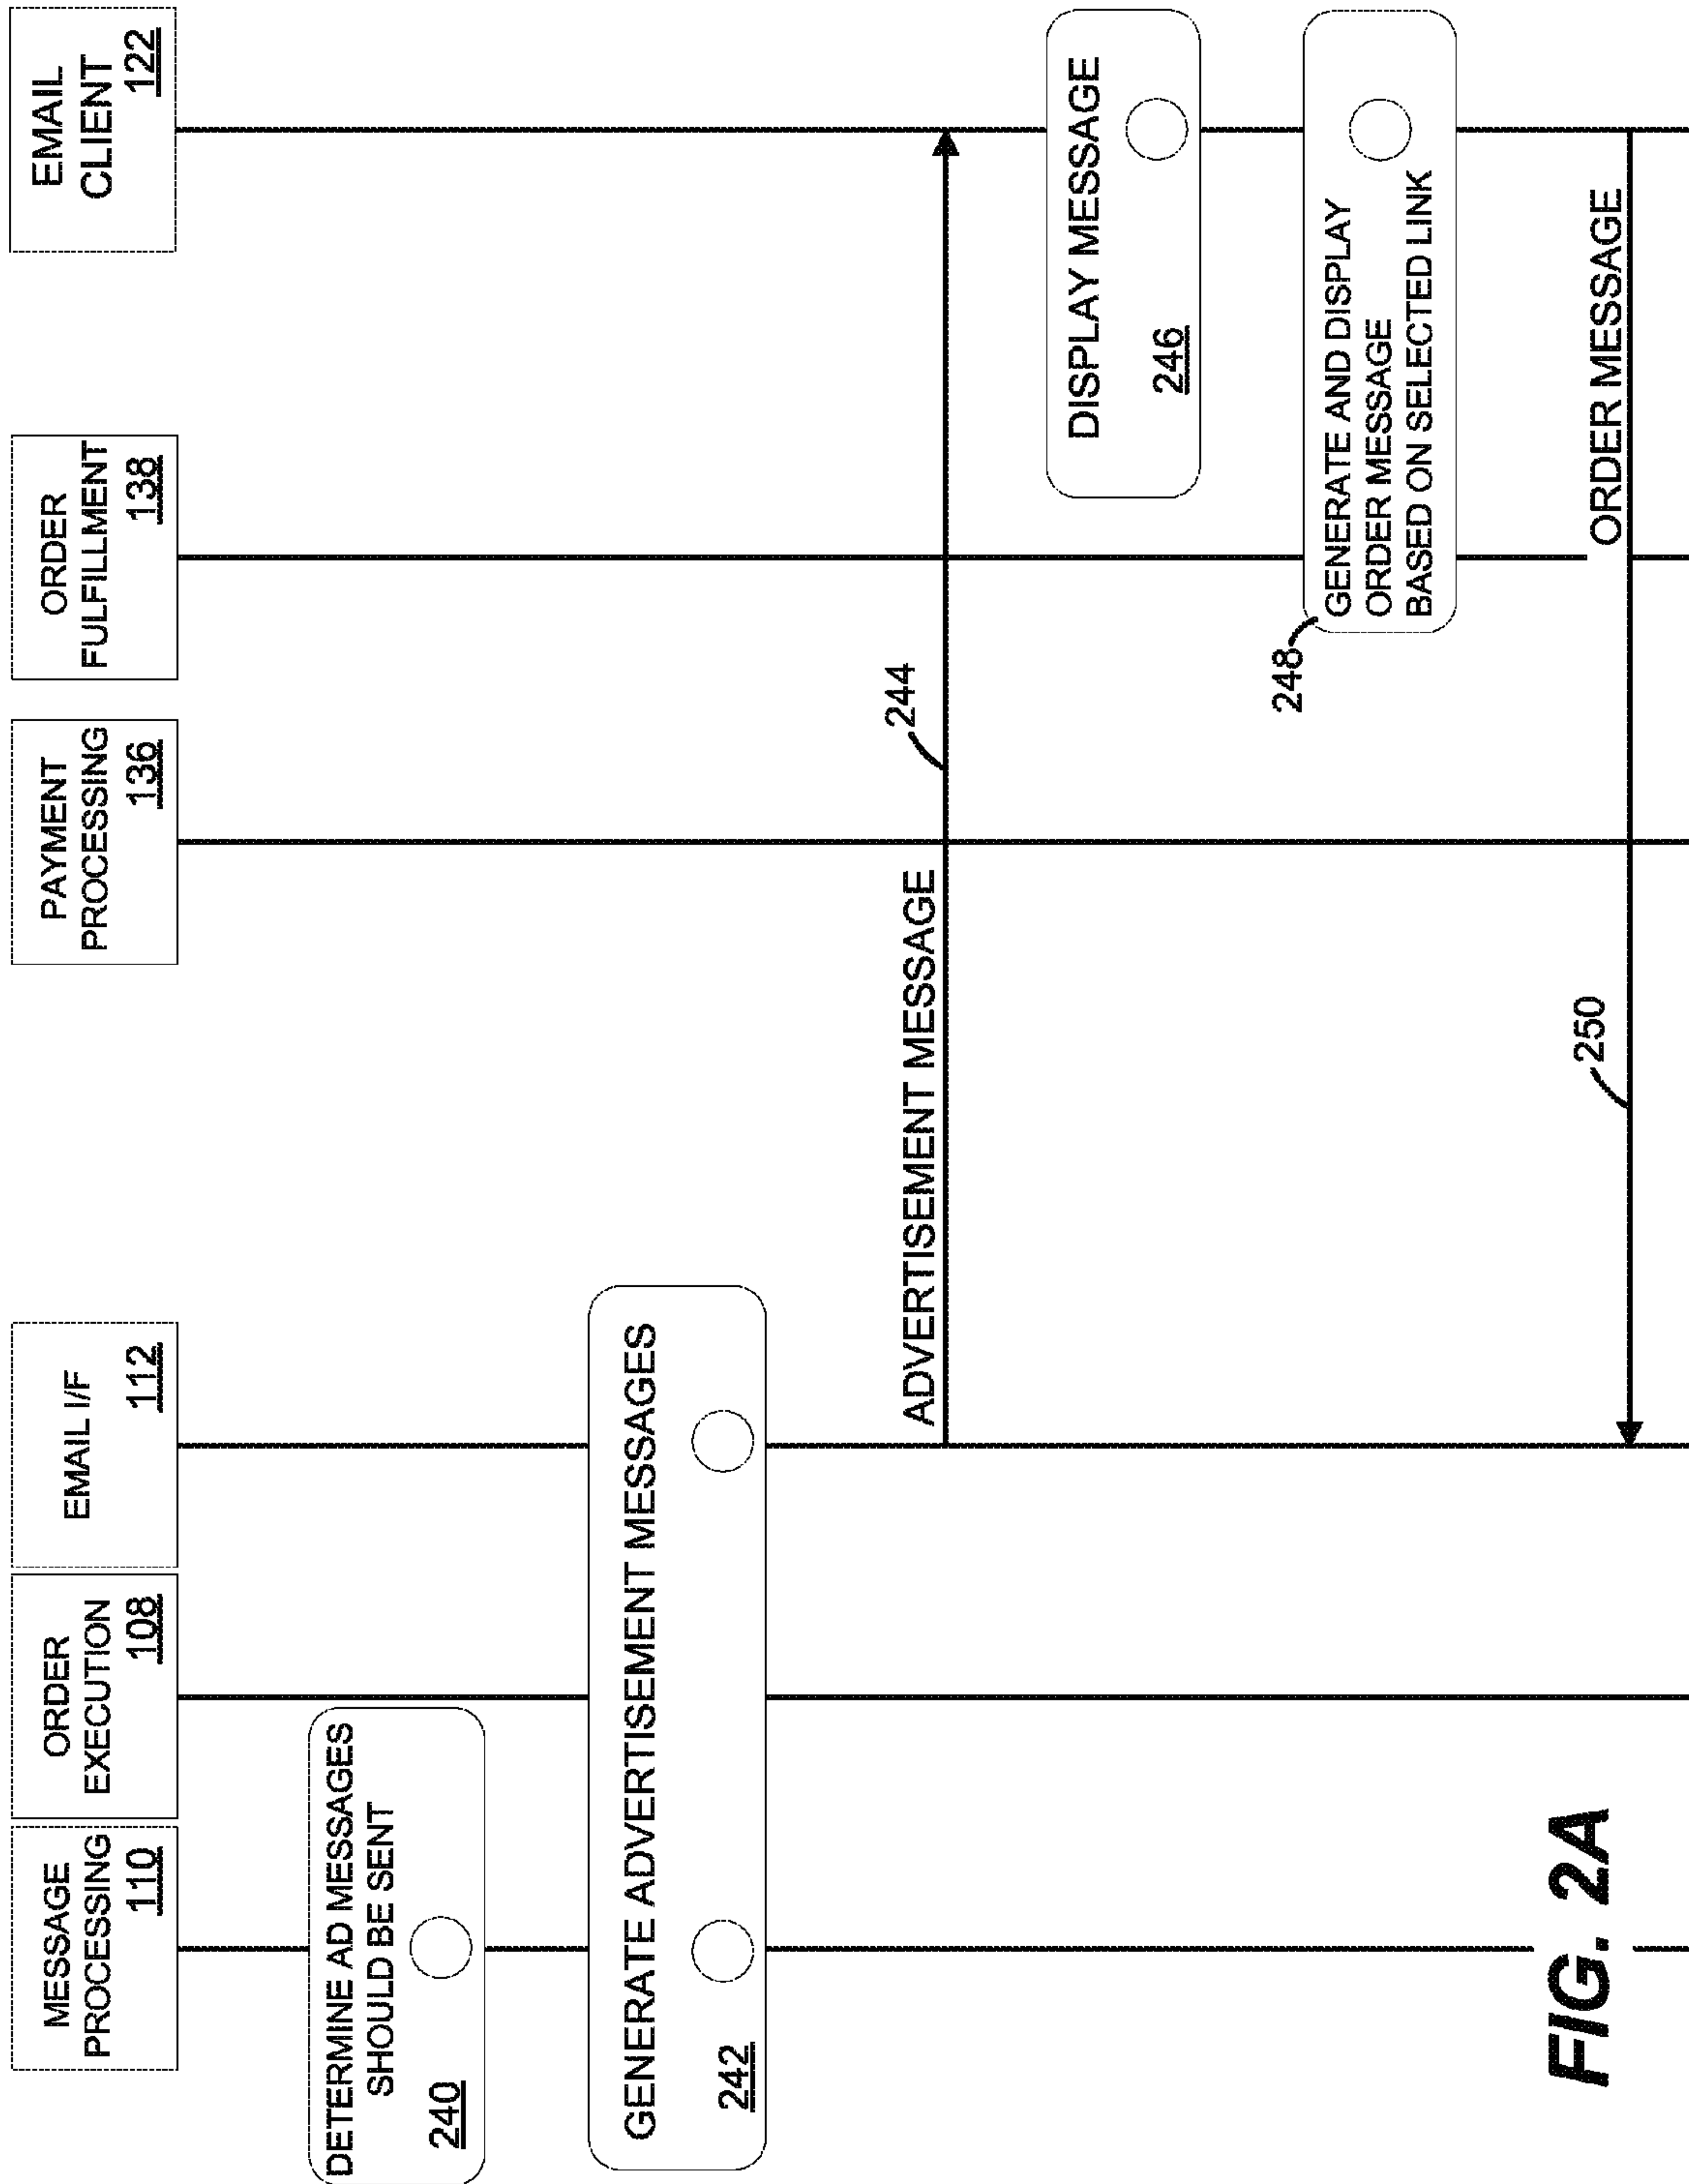 MESSAGE
PROCESSING
110
ORDER
EXECUTION
108
EMAIL I/F
112
PAYMENT
PROCESSING
136
ORDER
FULFILLMENT
138
EMAIL
CLIENT
122
DETERMINE AD MESSAGES
SHOULD BE SENT
240
GENERATE ADVERTISEMENT MESSAGES
242
ADVERTISEMENT MESSAGE
244
DISPLAY MESSAGE
246
248
GENERATE AND DISPLAY
ORDER MESSAGE
BASED ON SELECTED LINK
250
ORDER MESSAGE
FIG. 2A